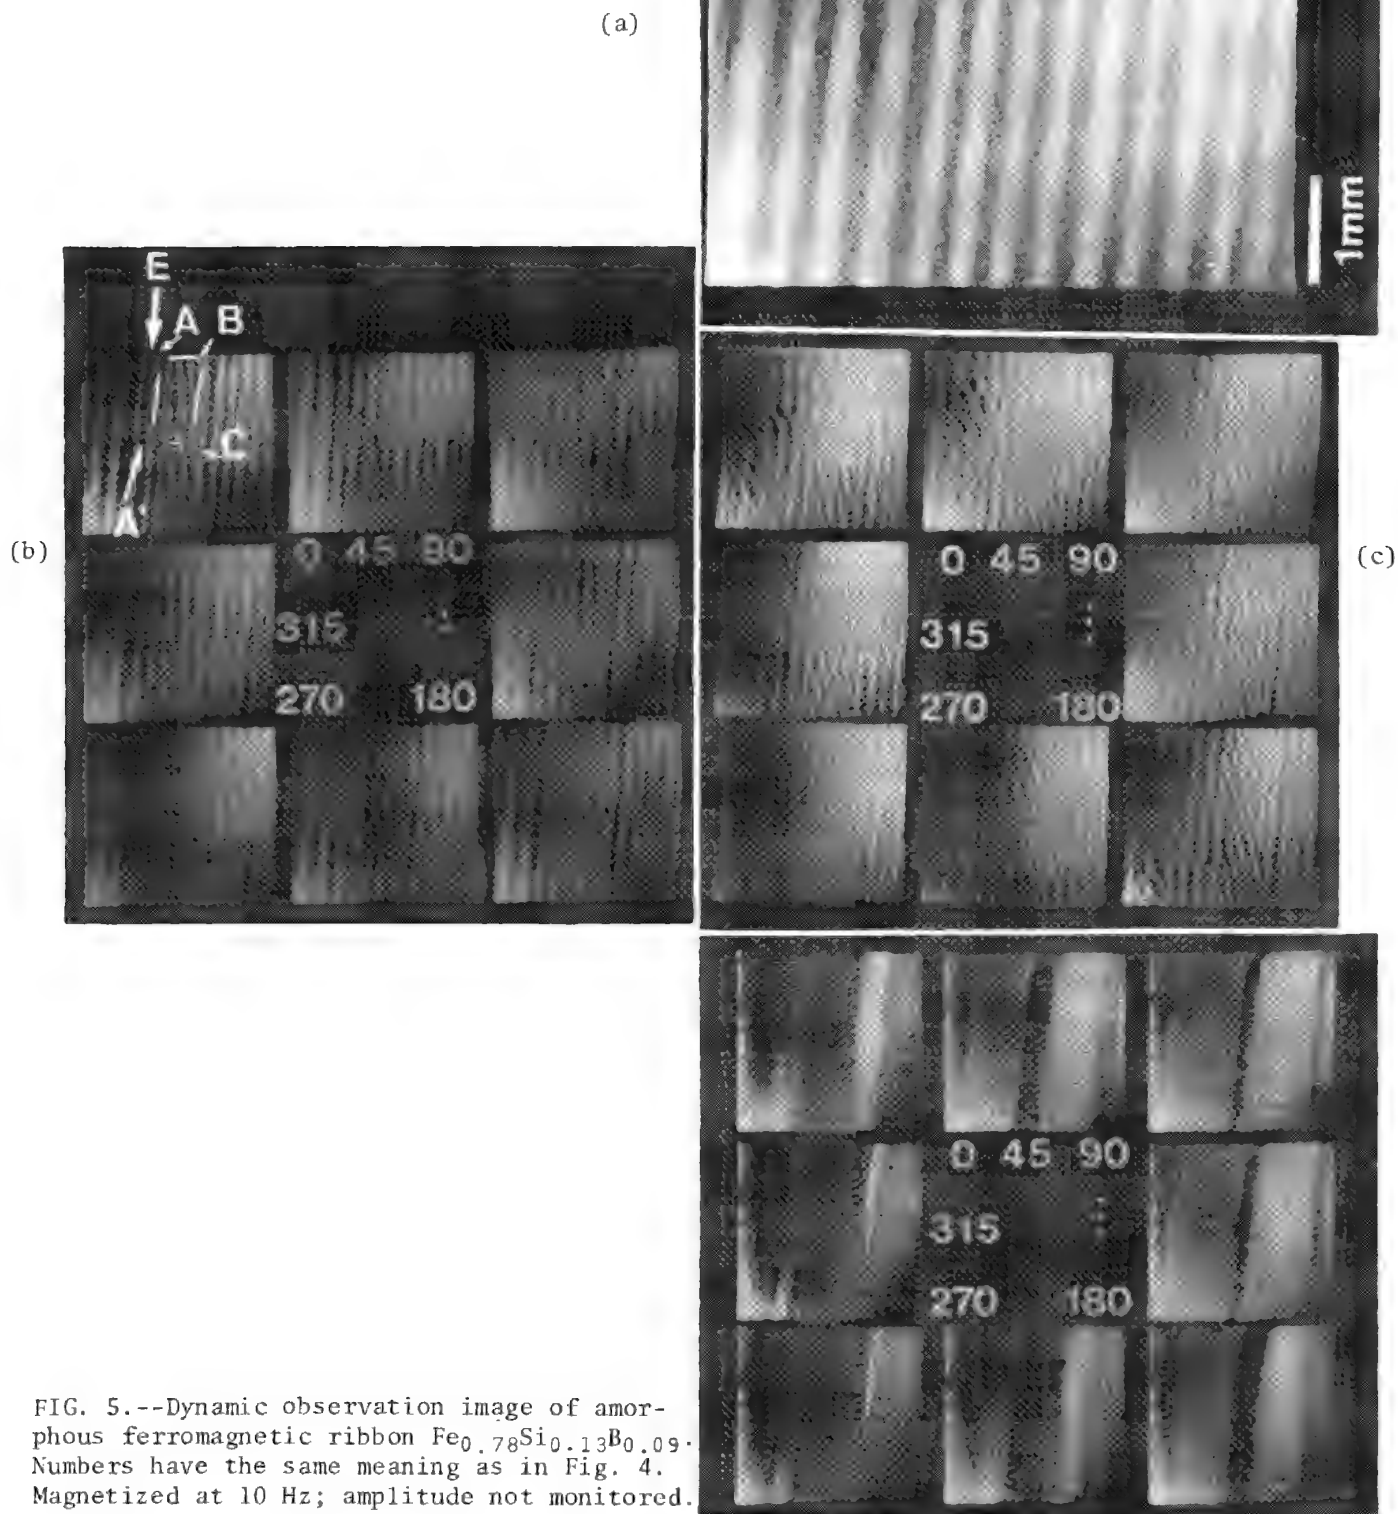 (a)
1mm
E
A B
C
A'
(b)
0 45 90
315
270 180
0 45 90
315
270 180
(c)
0 45 90
315
270 180
FIG. 5.--Dynamic observation image of amor-
phous ferromagnetic ribbon Fe0.78Si0.13B0.09.
Numbers have the same meaning as in Fig. 4.
Magnetized at 10 Hz; amplitude not monitored.